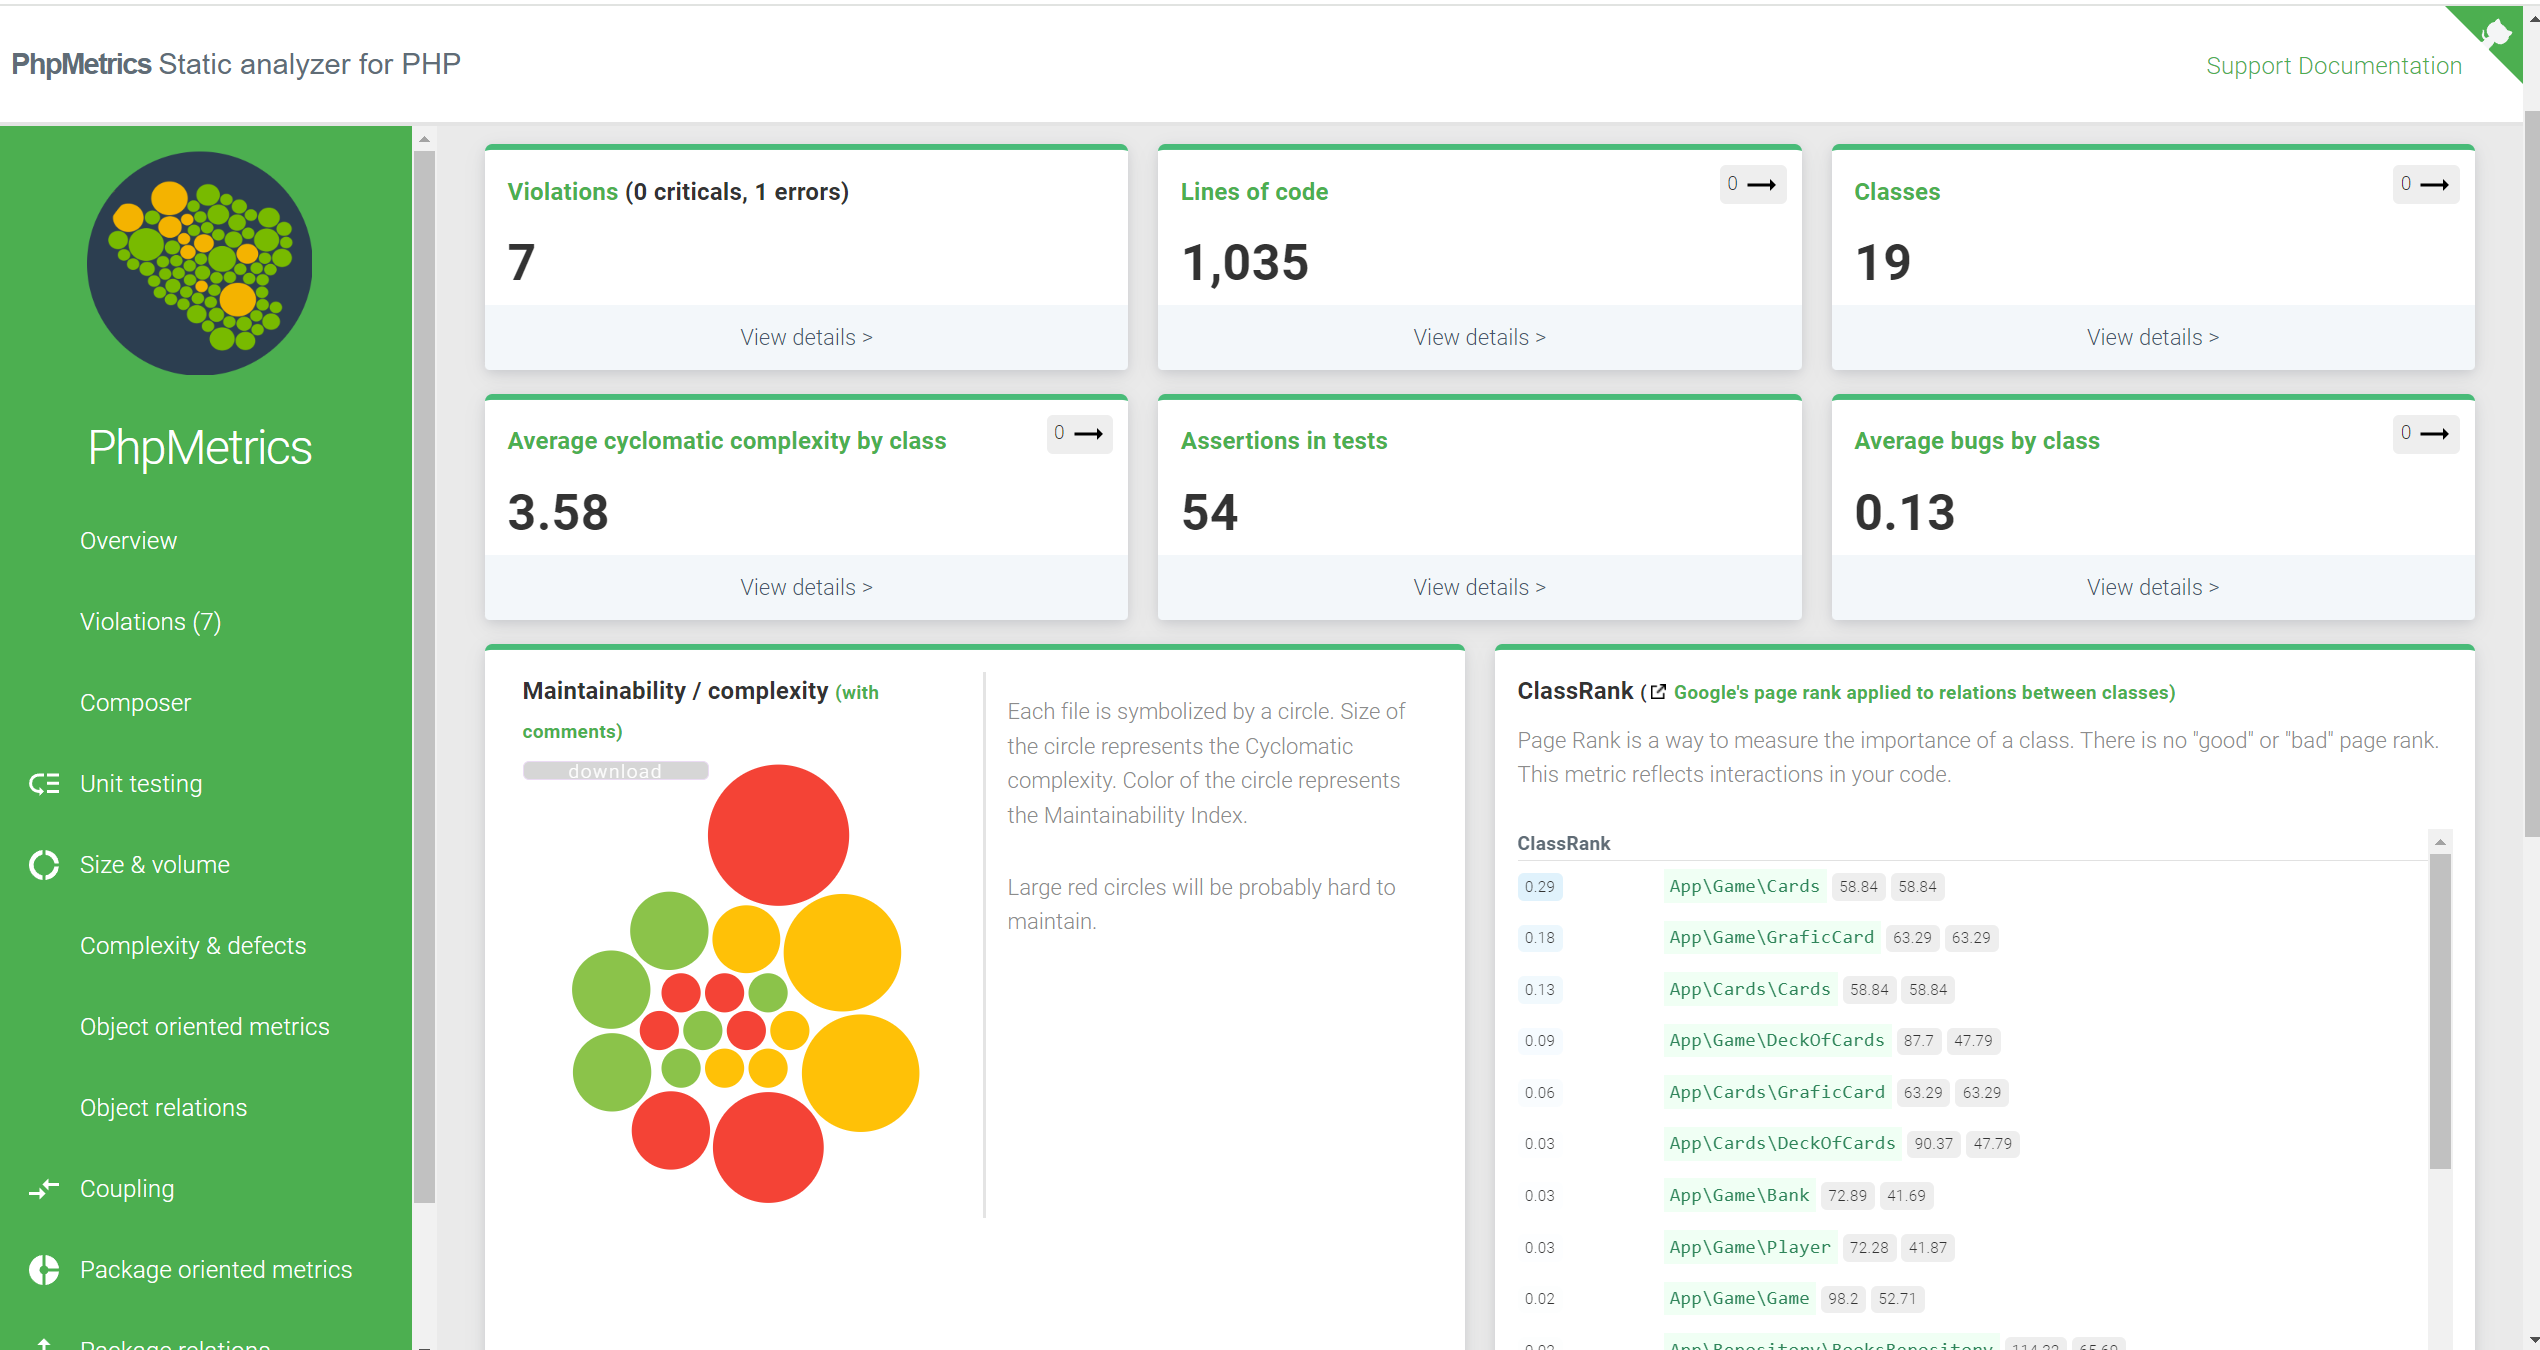 PhpMetrics Static analyzer for PHP
Support Documentation
PhpMetrics
Overview
Violations (7)
Composer
Unit testing
Size & volume
Complexity & defects
Object oriented metrics
Object relations
Coupling
Package oriented metrics
Package relations
Violations (0 criticals, 1 errors)
7
View details >
Lines of code
0
1,035
View details >
Classes
0
19
View details >
Average cyclomatic complexity by class
0
3.58
View details >
Assertions in tests
54
View details >
Average bugs by class
0
0.13
View details >
Maintainability / complexity (with
comments)
download
Each file is symbolized by a circle. Size of
the circle represents the Cyclomatic
complexity. Color of the circle represents
the Maintainability Index.
Large red circles will be probably hard to
maintain.
ClassRank (Google's page rank applied to relations between classes)
Page Rank is a way to measure the importance of a class. There is no "good" or "bad" page rank.
This metric reflects interactions in your code.
ClassRank
0.29 App\Game\Cards 58.84 58.84
0.18 App\Game\GraficCard 63.29 63.29
0.13 App\Cards\Cards 58.84 58.84
0.09 App\Game\DeckOfCards 87.7 47.79
0.06 App\Cards\GraficCard 63.29 63.29
0.03 App\Cards\DeckOfCards 90.37 47.79
0.03 App\Game\Bank 72.89 41.69
0.03 App\Game\Player 72.28 41.87
0.02 App\Game\Game 98.2 52.71
0.02 App\Repository\BooksRepository